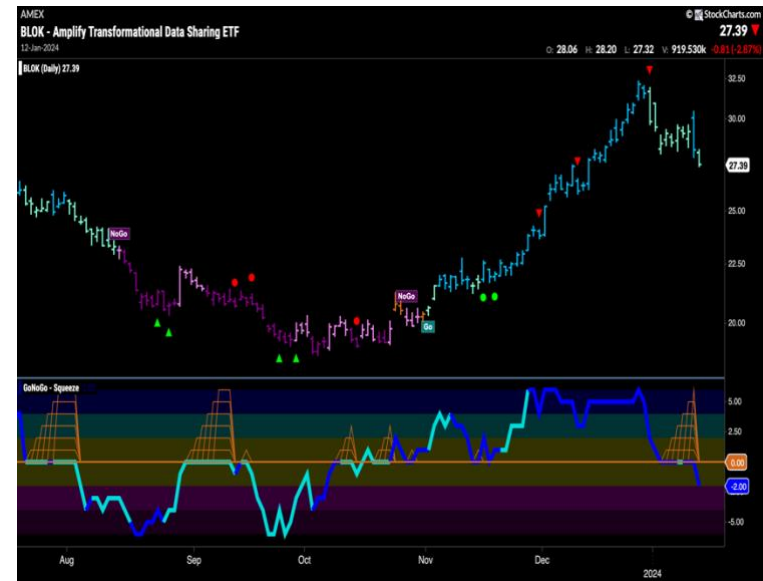 AMEX
© StockCharts.com
BLOK - Amplify Transformational Data Sharing ETF
27.39
12-Jan-2024
O: 28.06 H: 28.20 L: 27.32 V: 919.530k -0.81 (-2.87%)
BLOK (Daily) 27.39
32.50
30.00
27.39
25.00
22.50
20.00
NoGo
NoGo
Go
GoNoGo - Squeeze
5.00
2.50
0.00
-2.00
-5.00
Aug Sep Oct Nov Dec
2024